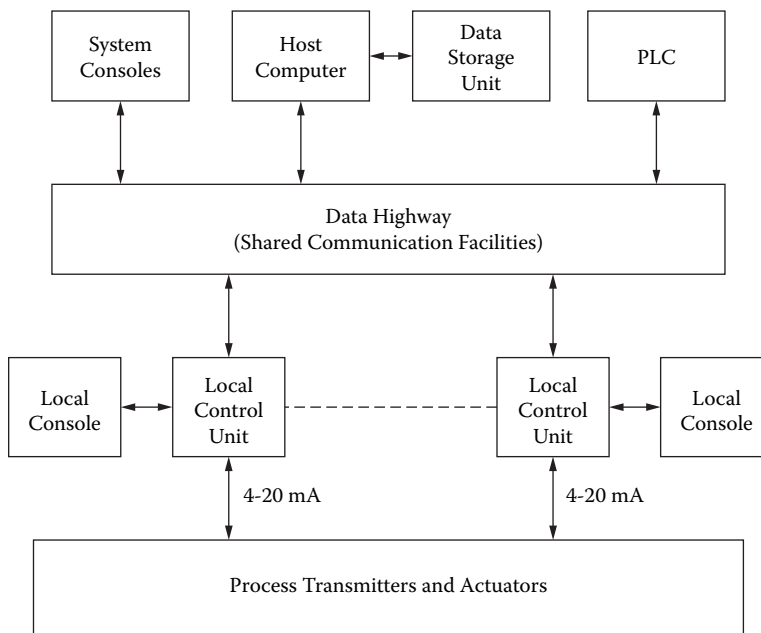 System
Consoles
Host
Computer
Data
Storage
Unit
PLC
Data Highway
(Shared Communication Facilities)
Local
Console
Local
Control
Unit
Local
Control
Unit
Local
Console
4-20 mA
4-20 mA
Process Transmitters and Actuators